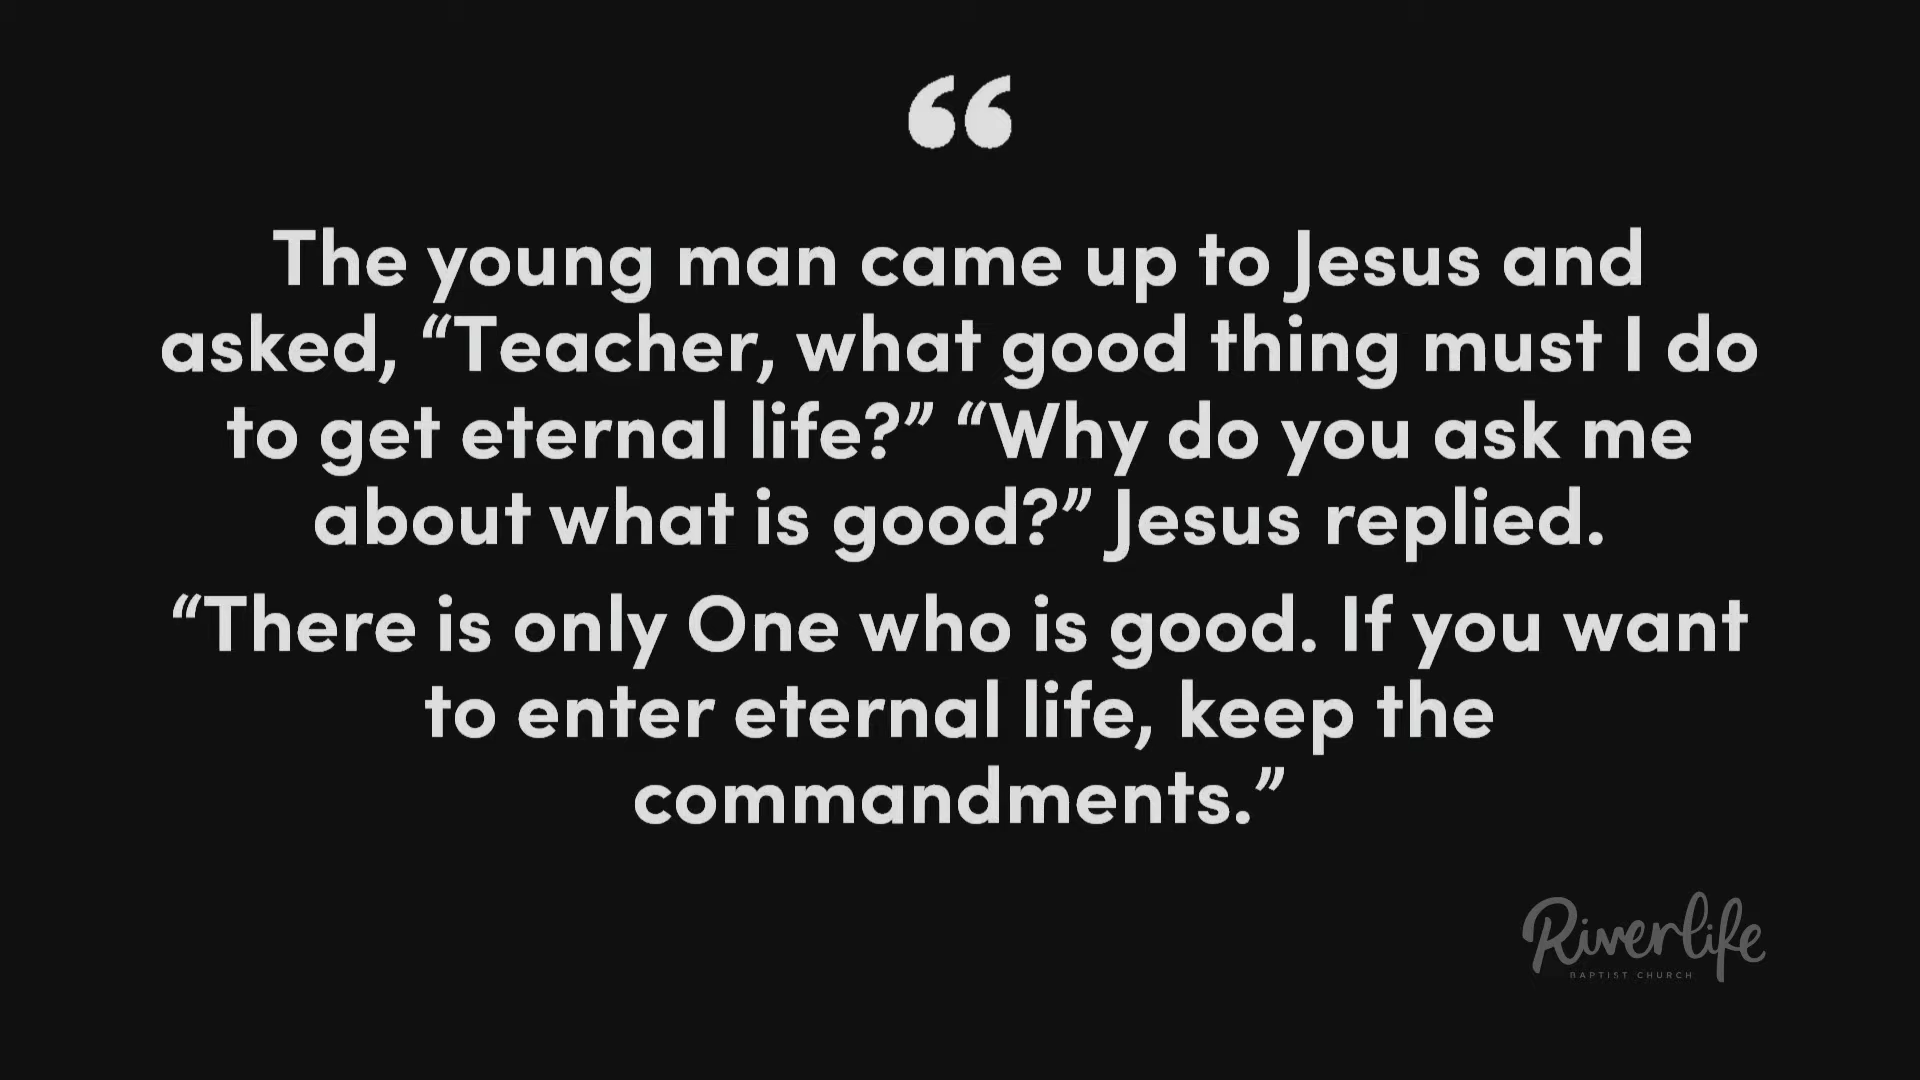 “
The young man came up to Jesus and
asked, “Teacher, what good thing must I do
to get eternal life?” “Why do you ask me
about what is good?” Jesus replied.
“There is only One who is good. If you want
to enter eternal life, keep the
commandments.”
Riverlife
BAPTIST CHURCH